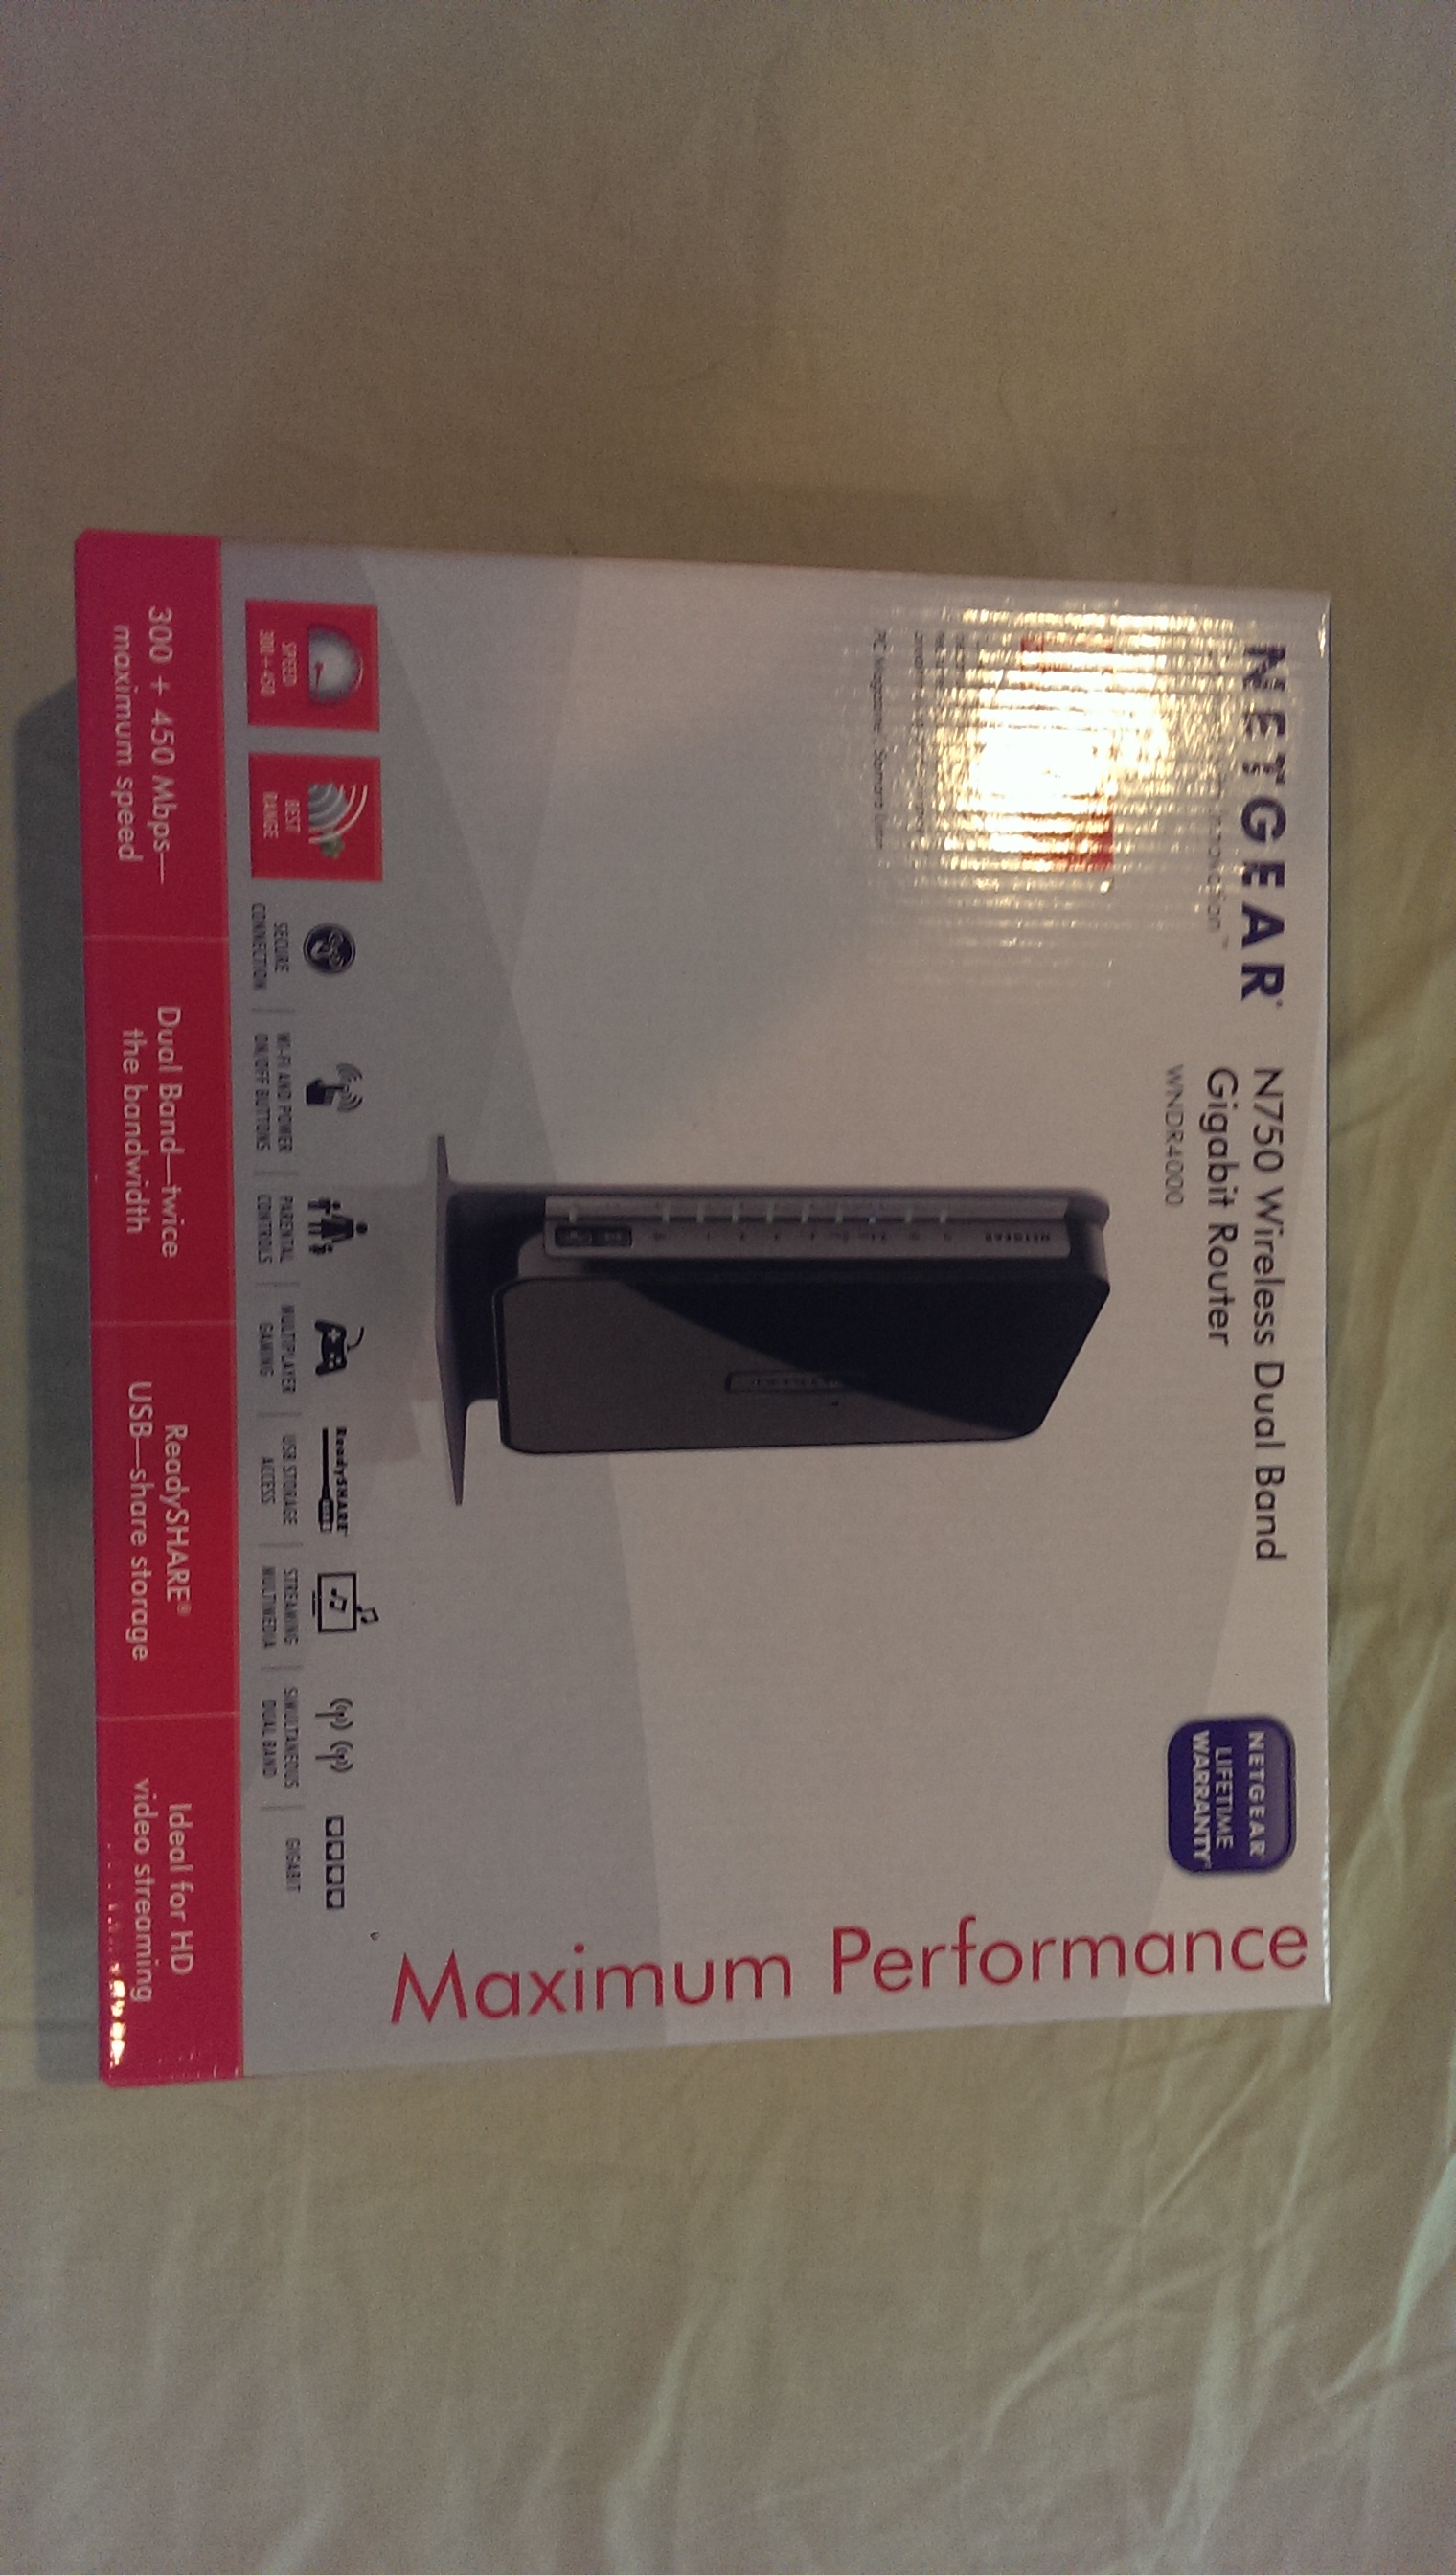 NETGEAR®
N750 Wireless Dual Band
Gigabit Router
WNDR4000
NETGEAR
LIFETIME
WARRANTY
PC Magazine
NETGEAR
Maximum Performance
SPEED
300+450
BEST
RANGE
SECURE
CONNECTION
WI-FI AND POWER
ON/OFF BUTTONS
PARENTAL
CONTROLS
MULTIPLAYER
GAMING
ReadySHARE
USB STORAGE
ACCESS
STREAMING
MULTIMEDIA
SIMULTANEOUS
DUAL BAND
GIGABIT
300 + 450 Mbps—
maximum speed
Dual Band—twice
the bandwidth
ReadySHARE®
USB—share storage
Ideal for HD
video streaming